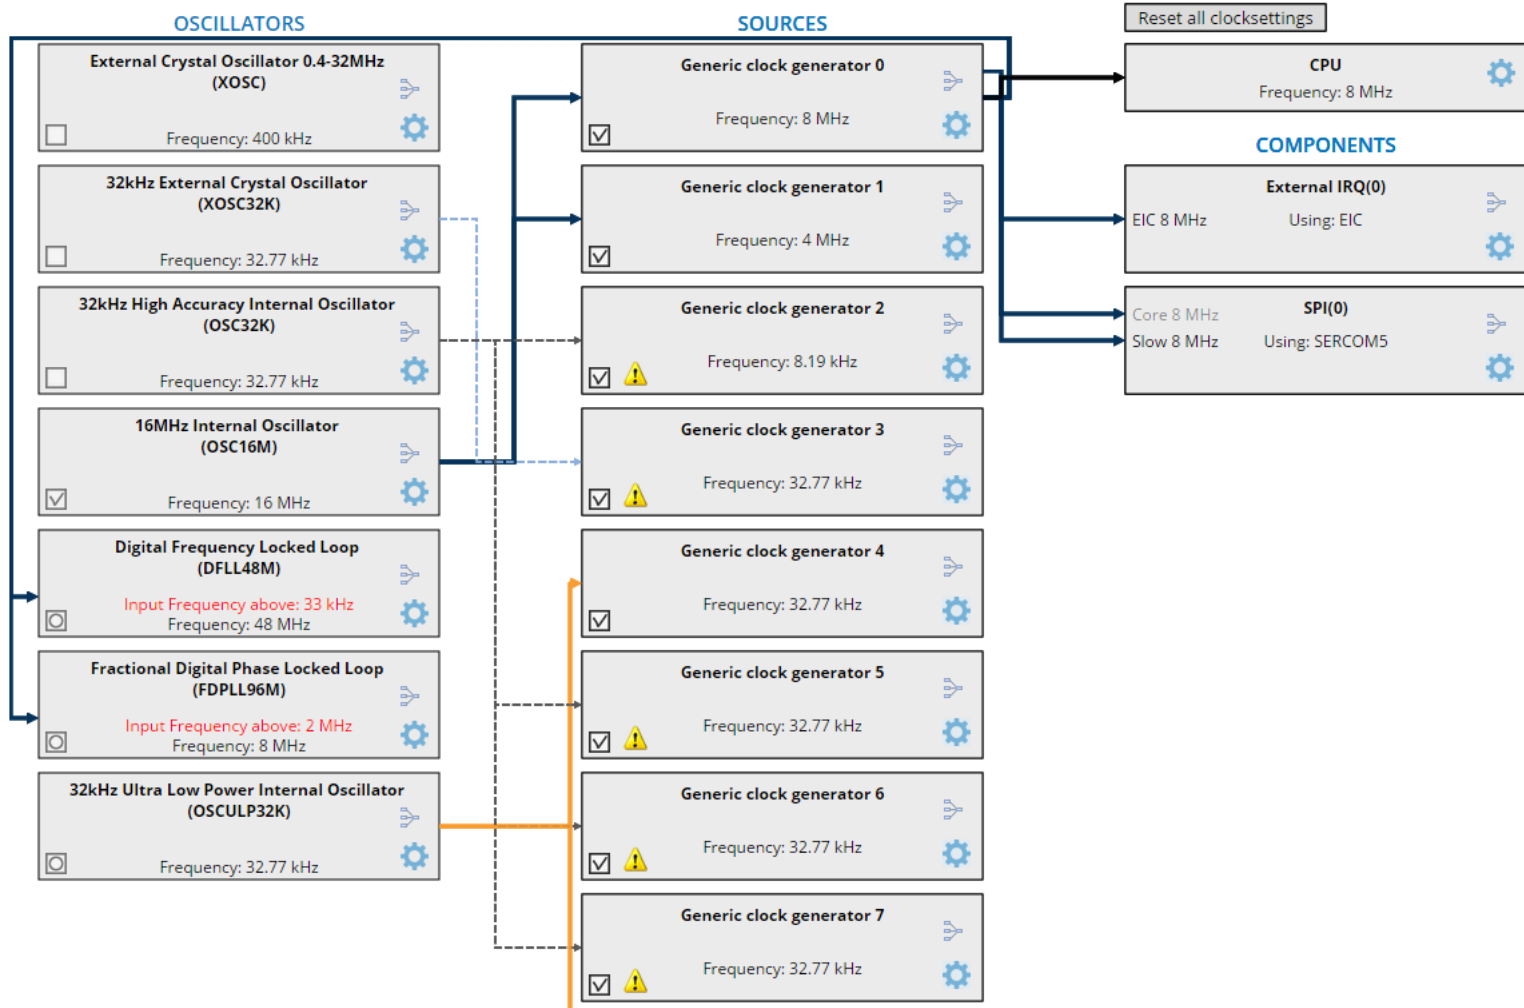 OSCILLATORS
External Crystal Oscillator 0.4-32MHz
(XOSC)
Frequency: 400 kHz
32kHz External Crystal Oscillator
(XOSC32K)
Frequency: 32.77 kHz
32kHz High Accuracy Internal Oscillator
(OSC32K)
Frequency: 32.77 kHz
16MHz Internal Oscillator
(OSC16M)
Frequency: 16 MHz
Digital Frequency Locked Loop
(DFLL48M)
Input Frequency above: 33 kHz
Frequency: 48 MHz
Fractional Digital Phase Locked Loop
(FDPLL96M)
Input Frequency above: 2 MHz
Frequency: 8 MHz
32kHz Ultra Low Power Internal Oscillator
(OSCULP32K)
Frequency: 32.77 kHz
SOURCES
Generic clock generator 0
Frequency: 8 MHz
Generic clock generator 1
Frequency: 4 MHz
Generic clock generator 2
Frequency: 8.19 kHz
Generic clock generator 3
Frequency: 32.77 kHz
Generic clock generator 4
Frequency: 32.77 kHz
Generic clock generator 5
Frequency: 32.77 kHz
Generic clock generator 6
Frequency: 32.77 kHz
Generic clock generator 7
Frequency: 32.77 kHz
Reset all clocksettings
CPU
Frequency: 8 MHz
COMPONENTS
External IRQ(0)
EIC 8 MHz Using: EIC
SPI(0)
Core 8 MHz
Slow 8 MHz Using: SERCOM5